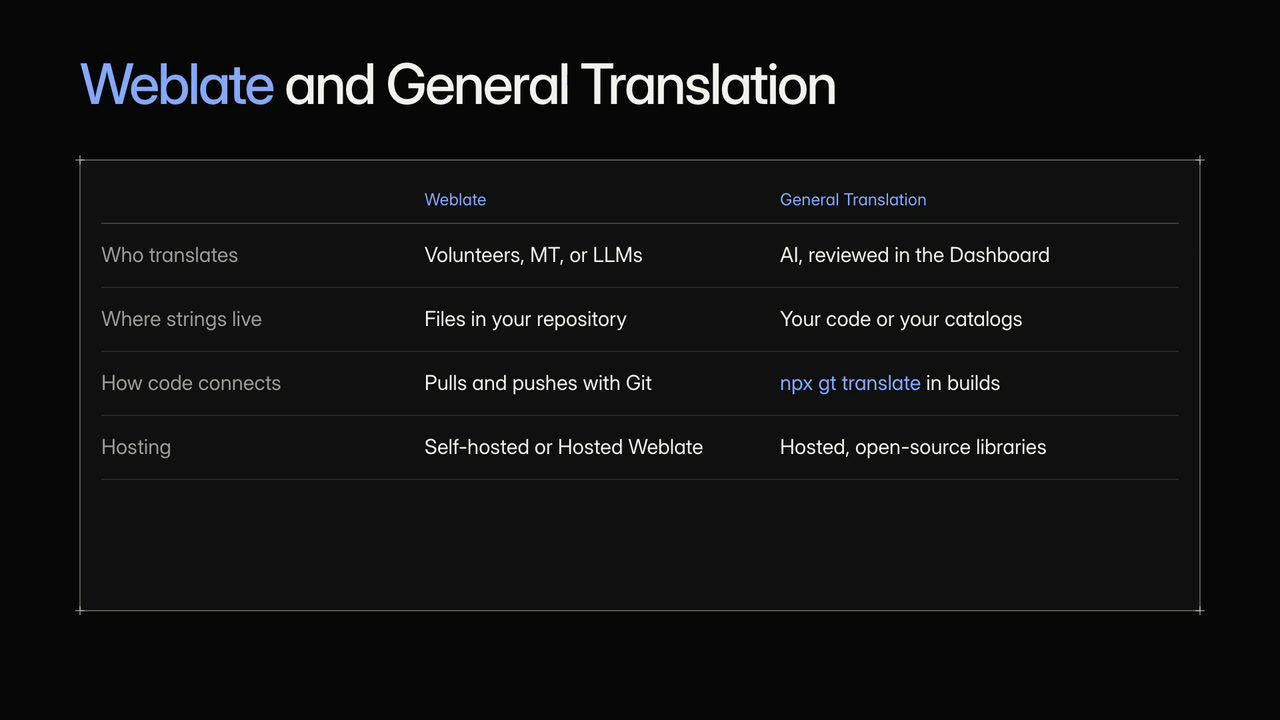 Weblate and General Translation
Weblate General Translation
Who translates Volunteers, MT, or LLMs AI, reviewed in the Dashboard
Where strings live Files in your repository Your code or your catalogs
How code connects Pulls and pushes with Git npx gt translate in builds
Hosting Self-hosted or Hosted Weblate Hosted, open-source libraries